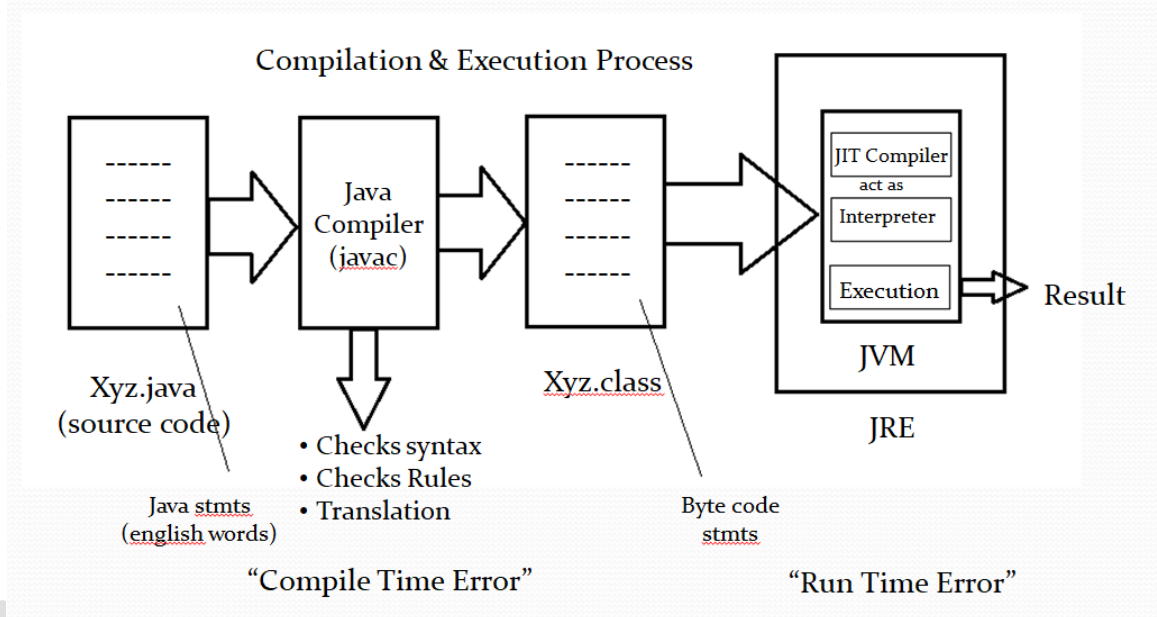 Compilation & Execution Process
------
------
------
------
Java
Compiler
(javac)
------
------
------
------
JIT Compiler
act as
Interpreter
Execution
Result
JVM
JRE
Xyz.java
(source code)
Xyz.class
• Checks syntax
• Checks Rules
• Translation
Java stmts
(english words)
Byte code
stmts
“Compile Time Error”
“Run Time Error”